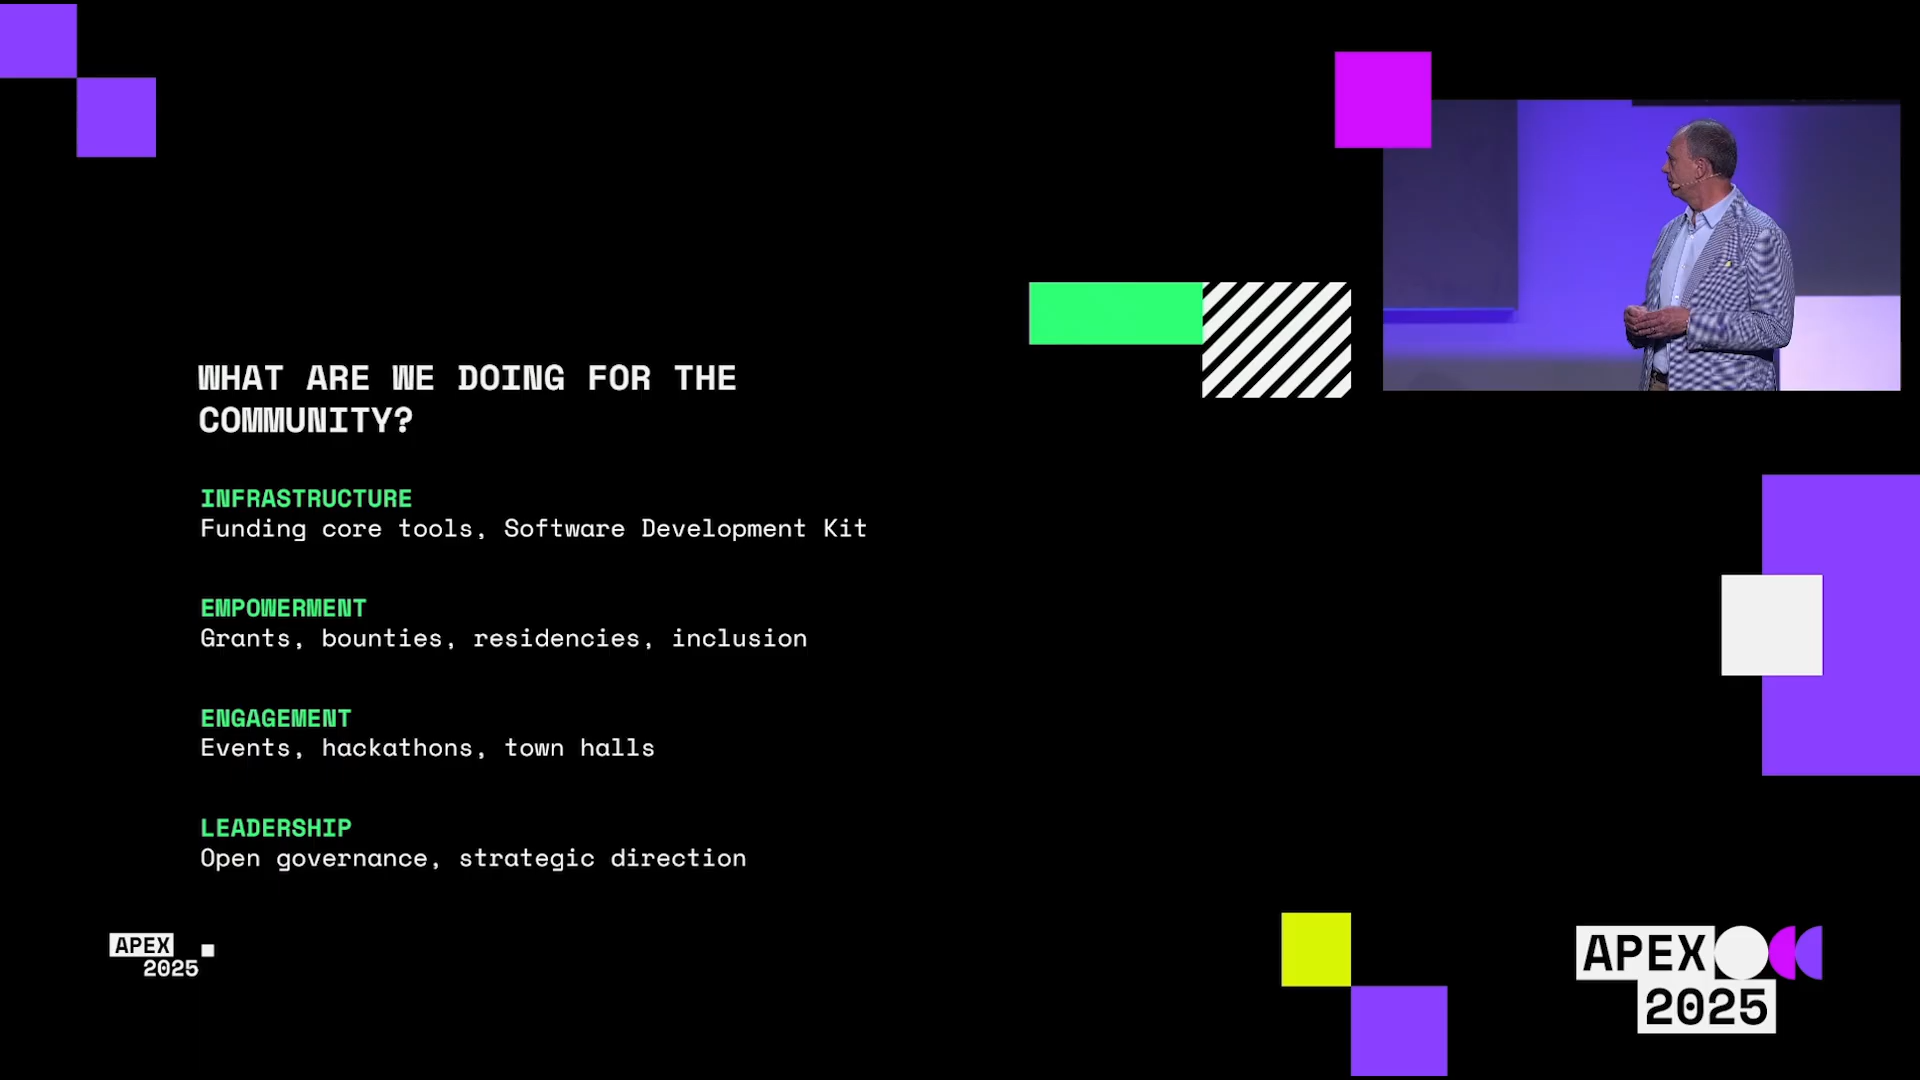 WHAT ARE WE DOING FOR THE
COMMUNITY?
INFRASTRUCTURE
Funding core tools, Software Development Kit
EMPOWERMENT
Grants, bounties, residencies, inclusion
ENGAGEMENT
Events, hackathons, town halls
LEADERSHIP
Open governance, strategic direction
APEX
2025
APEX
2025